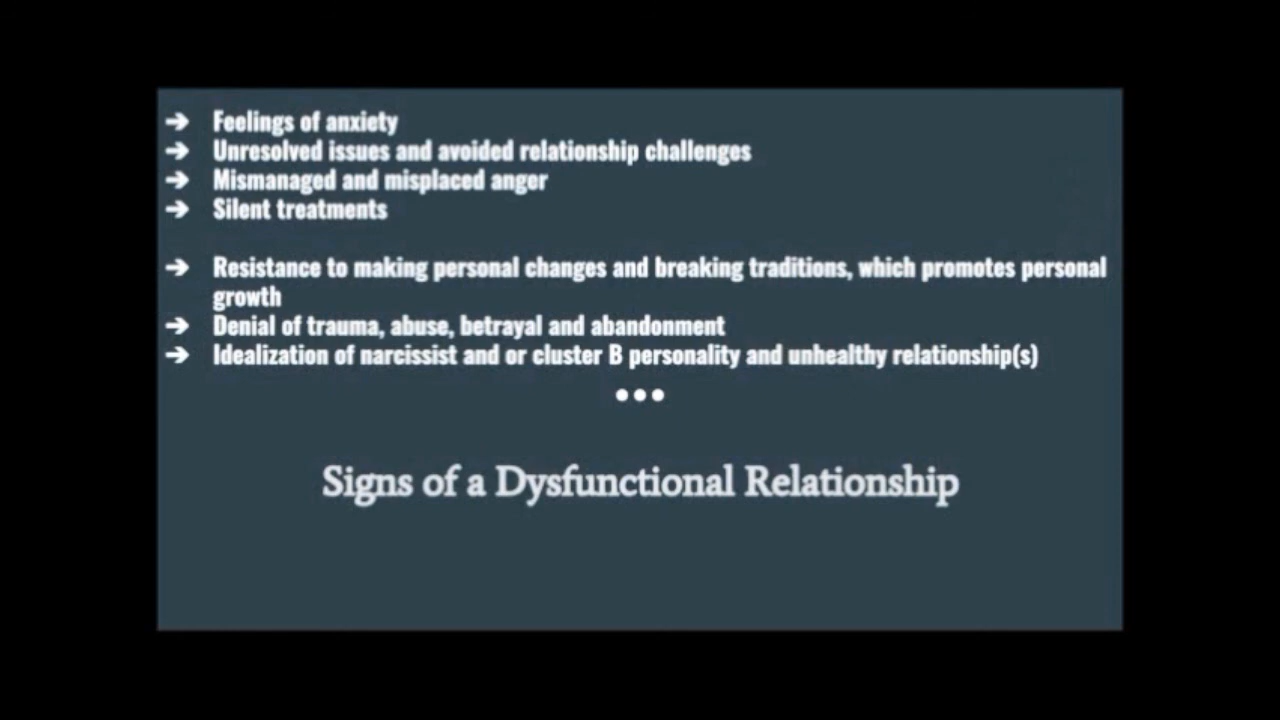 ➔ Feelings of anxiety
➔ Unresolved issues and avoided relationship challenges
➔ Mismanaged and misplaced anger
➔ Silent treatments
➔ Resistance to making personal changes and breaking traditions, which promotes personal
growth
➔ Denial of trauma, abuse, betrayal and abandonment
➔ Idealization of narcissist and or cluster B personality and unhealthy relationship(s)
●●●
Signs of a Dysfunctional Relationship